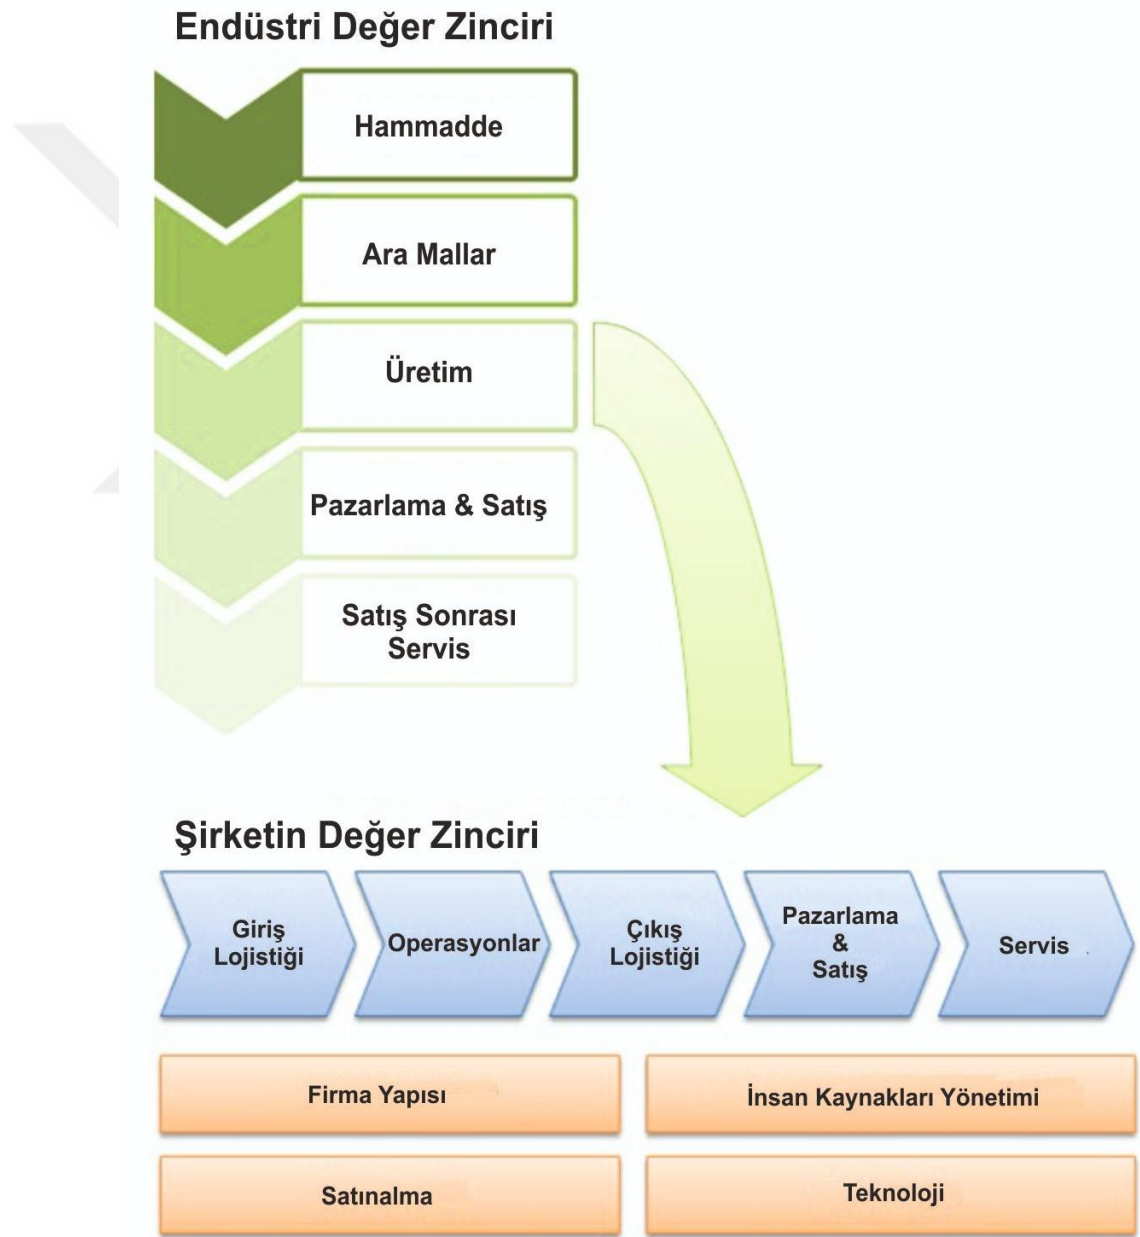 Endüstri Değer Zinciri
Hammadde
Ara Mallar
Üretim
Pazarlama & Satış
Satış Sonrası
Servis
Şirketin Değer Zinciri
Giriş
Lojistiği
Operasyonlar
Çıkış
Lojistiği
Pazarlama
&
Satış
Servis
Firma Yapısı
İnsan Kaynakları Yönetimi
Satınalma
Teknoloji